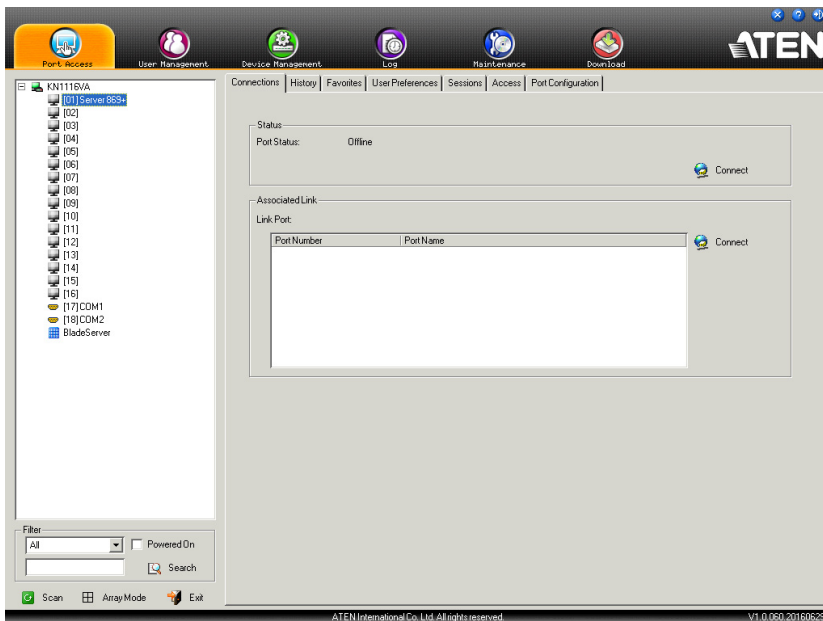 Port Access
User Management
Device Management
Log
Maintenance
Download
ATEN
KN1116VA
[01]Server 869+
[02]
[03]
[04]
[05]
[06]
[07]
[08]
[09]
[10]
[11]
[12]
[13]
[14]
[15]
[16]
[17]COM1
[18]COM2
BladeServer
Filter
All
Powered On
Search
Scan
Array Mode
Exit
Connections
History
Favorites
User Preferences
Sessions
Access
Port Configuration
Status
Port Status: Offline
Connect
Associated Link
Link Port:
Port Number
Port Name
Connect
ATEN International Co., Ltd. All rights reserved.
V1.0.060.20160629